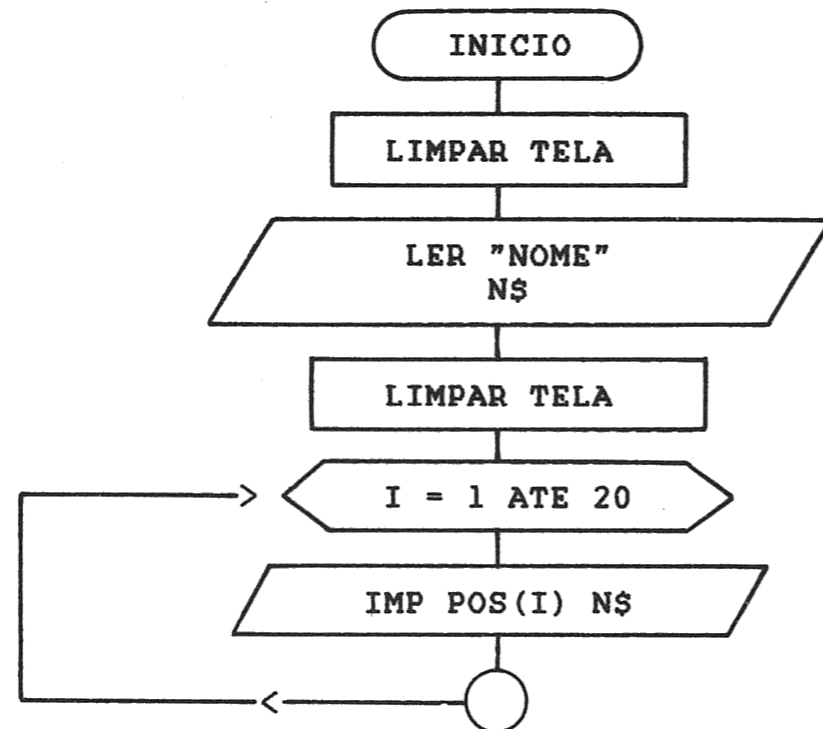 INICIO
LIMPAR TELA
LER "NOME"
N$
LIMPAR TELA
I = 1 ATE 20
IMP POS(I) N$